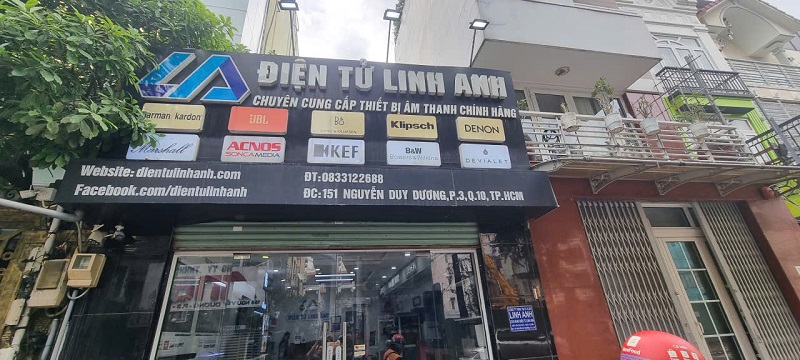 ĐIỆN TỬ LINH ANH
CHUYÊN CUNG CẤP THIẾT BỊ ÂM THANH CHÍNH HÃNG
harman kardon JBL B&O Klipsch DENON
Marshall ACNOS SONCAMEDIA KEF B&W Bowers & Wilkins DEVIALET
Website: dientulinhanh.com ĐT:0833122688
Facebook.com/dientulinhanh ĐC:151 NGUYỄN DUY DƯƠNG,P.3,Q.10,TP.HCM
LINH ANH